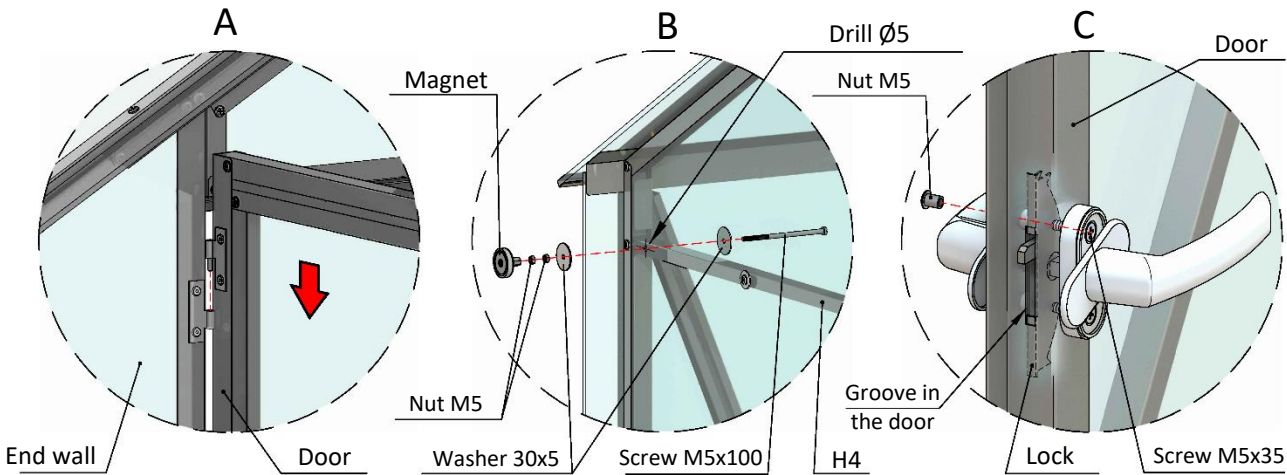 A
B
C
Drill Ø5
Door
Magnet
Nut M5
Nut M5
Groove in
the door
End wall
Door
Washer 30x5
Screw M5x100
H4
Lock
Screw M5x35